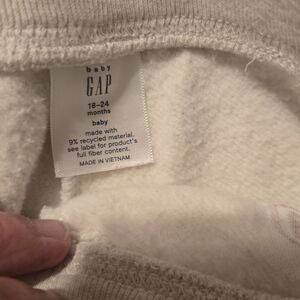 baby
GAP
18-24
months
baby
made with
9% recycled material.
see label for product's
full fiber content.
MADE IN VIETNAM